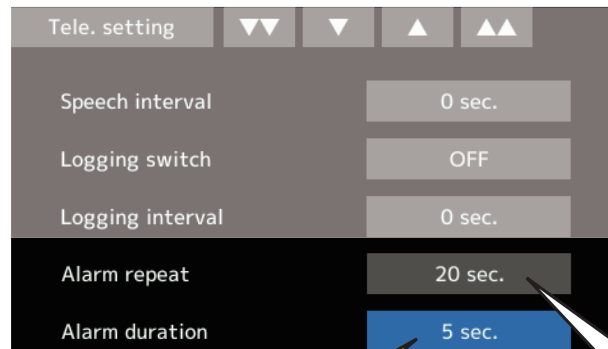 Tele. setting ▼▼ ▼ ▲ ▲▲
Speech interval 0 sec.
Logging switch OFF
Logging interval 0 sec.
Alarm repeat 20 sec.
Alarm duration 5 sec.